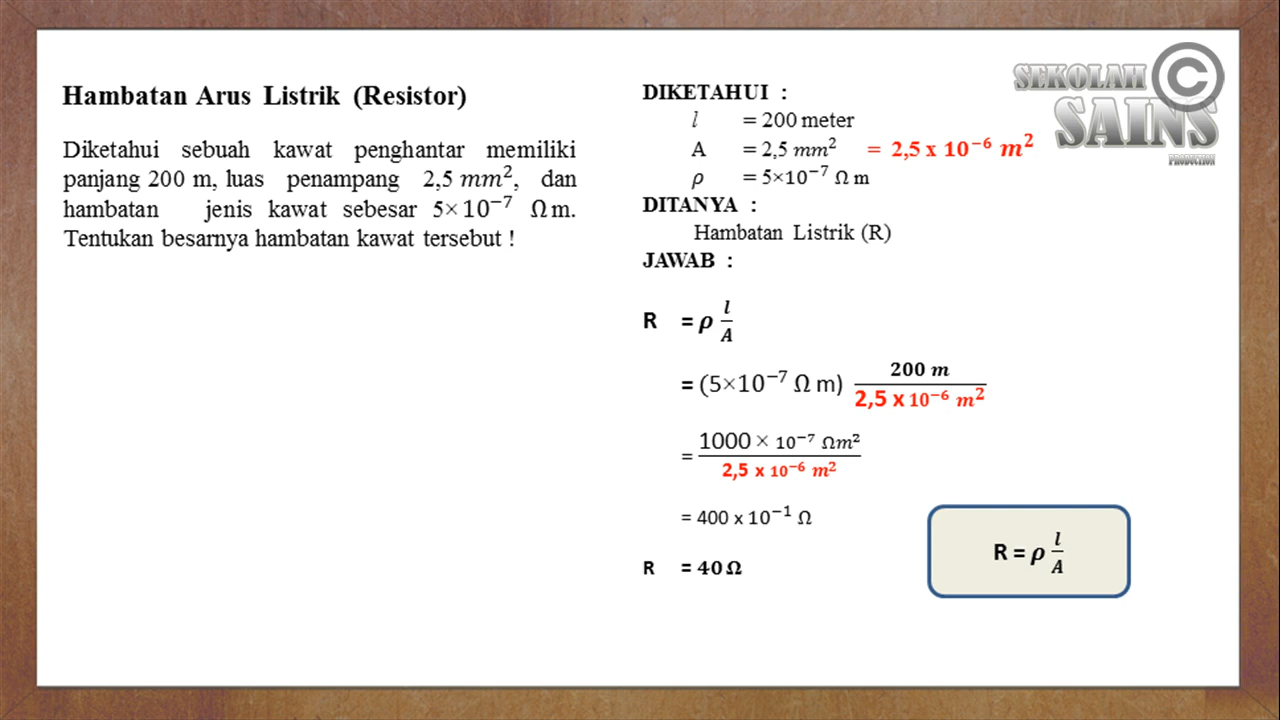 Hambatan Arus Listrik (Resistor)
Diketahui sebuah kawat penghantar memiliki
panjang 200 m, luas penampang 2,5 mm², dan
hambatan jenis kawat sebesar 5×10⁻⁷ Ωm.
Tentukan besarnya hambatan kawat tersebut !
SEKOLAH
SAINS
PRODUCTION
©
DIKETAHUI :
l = 200 meter
A = 2,5 mm² = 2,5 x 10⁻⁶ m²
ρ = 5×10⁻⁷ Ω m
DITANYA :
Hambatan Listrik (R)
JAWAB :
R = ρ l/A
= (5×10⁻⁷ Ω m) 200 m / 2,5 x 10⁻⁶ m²
= 1000 × 10⁻⁷ Ωm² / 2,5 x 10⁻⁶ m²
= 400 x 10⁻¹ Ω
R = 40Ω
R = ρ l/A